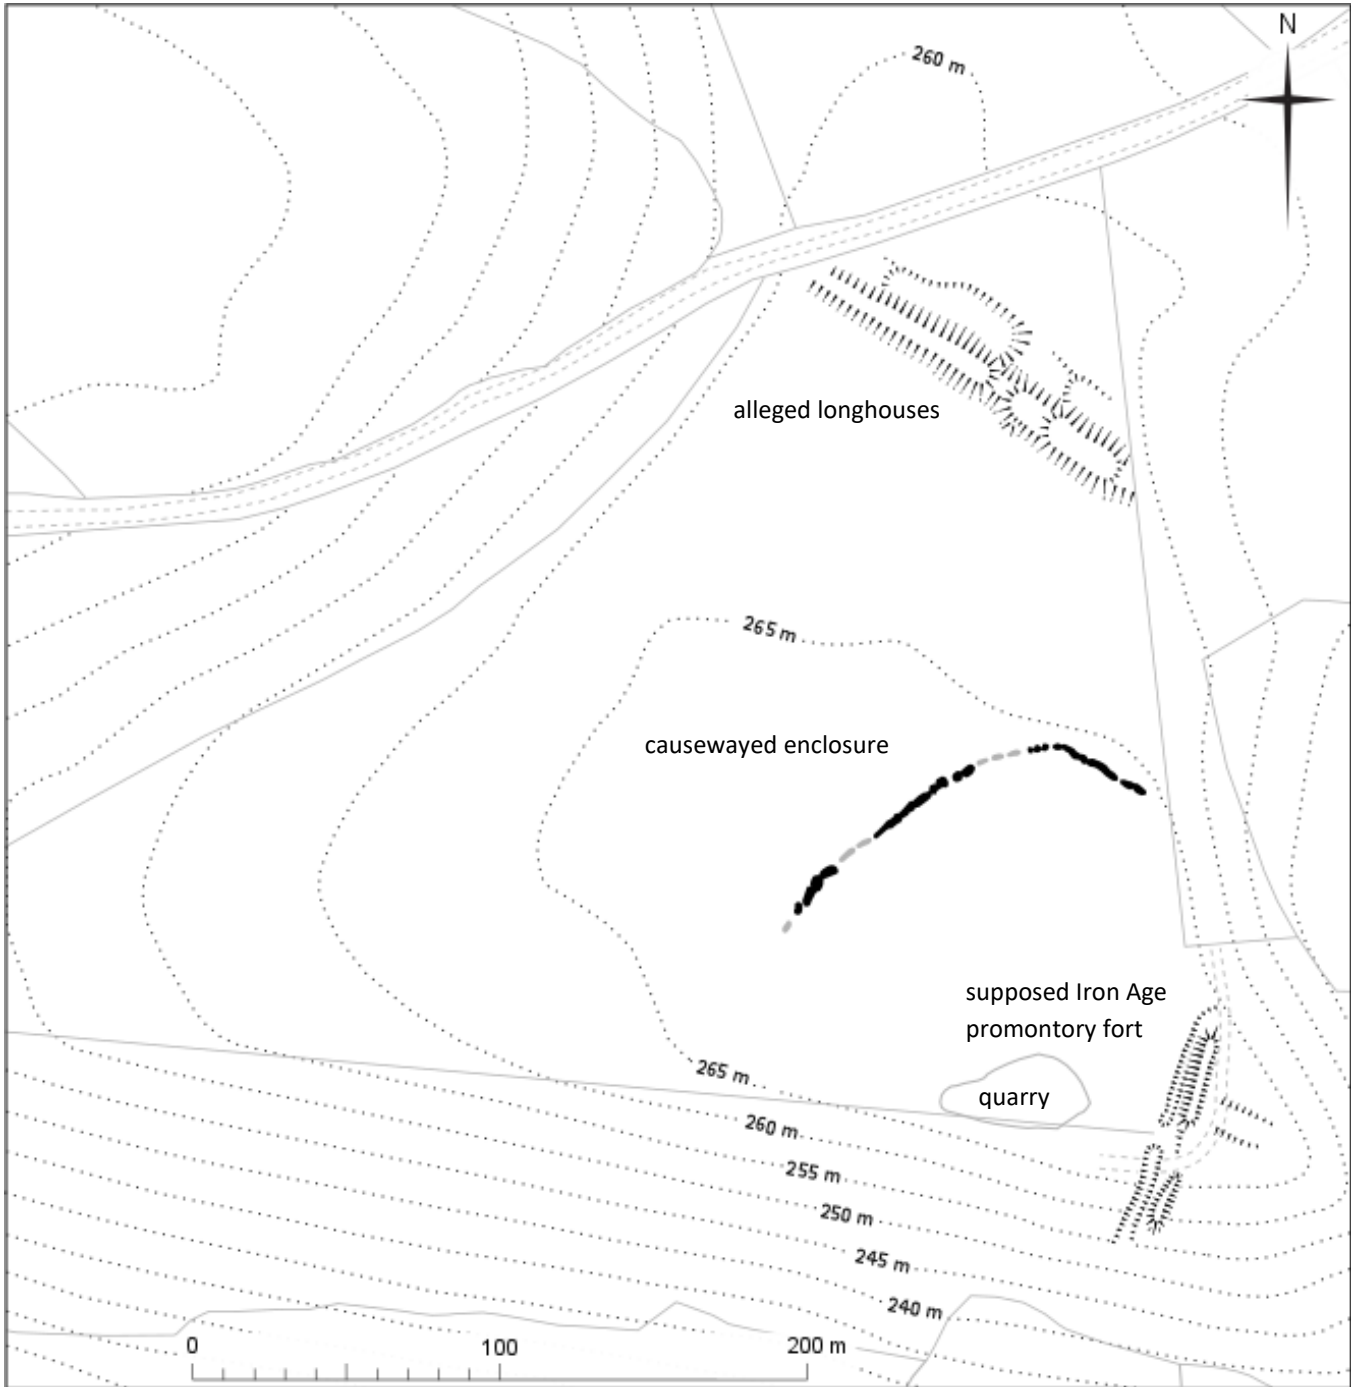 N
260 m
alleged longhouses
265 m
causewayed enclosure
supposed Iron Age
promontory fort
265 m
quarry
260 m
255 m
250 m
245 m
240 m
0 100 200 m